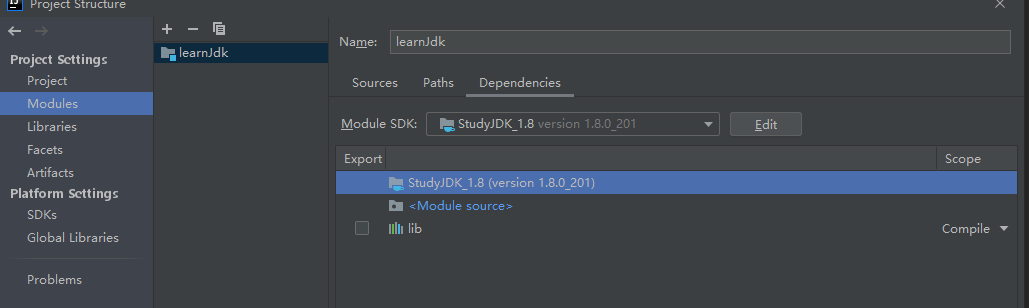 Project Structure
Name: learnJdk
learnJdk
Project Settings
Project
Modules
Libraries
Facets
Artifacts
Platform Settings
SDKs
Global Libraries
Problems
Sources Paths Dependencies
Module SDK: StudyJDK_1.8 version 1.8.0_201 Edit
Export Scope
StudyJDK_1.8 (version 1.8.0_201)
<Module source>
lib Compile